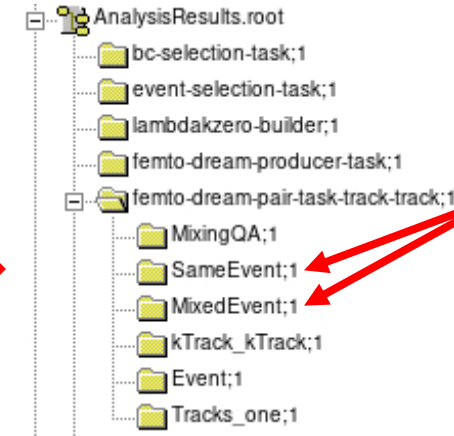 AnalysisResults.root
bc-selection-task;1
event-selection-task;1
lambdakzero-builder;1
femto-dream-producer-task;1
femto-dream-pair-task-track-track;1
MixingQA;1
SameEvent;1
MixedEvent;1
kTrack_kTrack;1
Event;1
Tracks_one;1